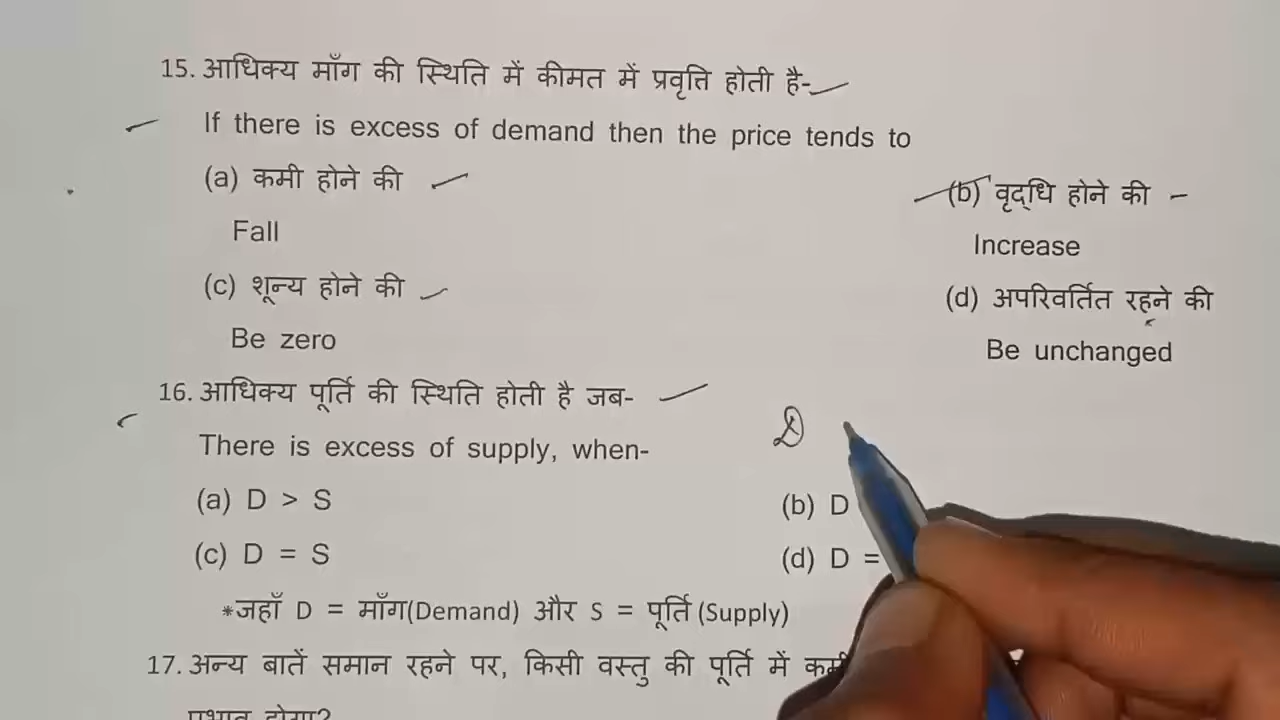 15. आधिक्य माँग की स्थिति में कीमत में प्रवृत्ति होती है-
If there is excess of demand then the price tends to
(a) कमी होने की
(b) वृद्धि होने की
Fall
Increase
(c) शून्य होने की
(d) अपरिवर्तित रहने की
Be zero
Be unchanged
16. आधिक्य पूर्ति की स्थिति होती है जब-
D
There is excess of supply, when-
(a) D > S
(b) D
(c) D = S
(d) D =
*जहाँ D = माँग(Demand) और S = पूर्ति (Supply)
17. अन्य बातें समान रहने पर, किसी वस्तु की पूर्ति में